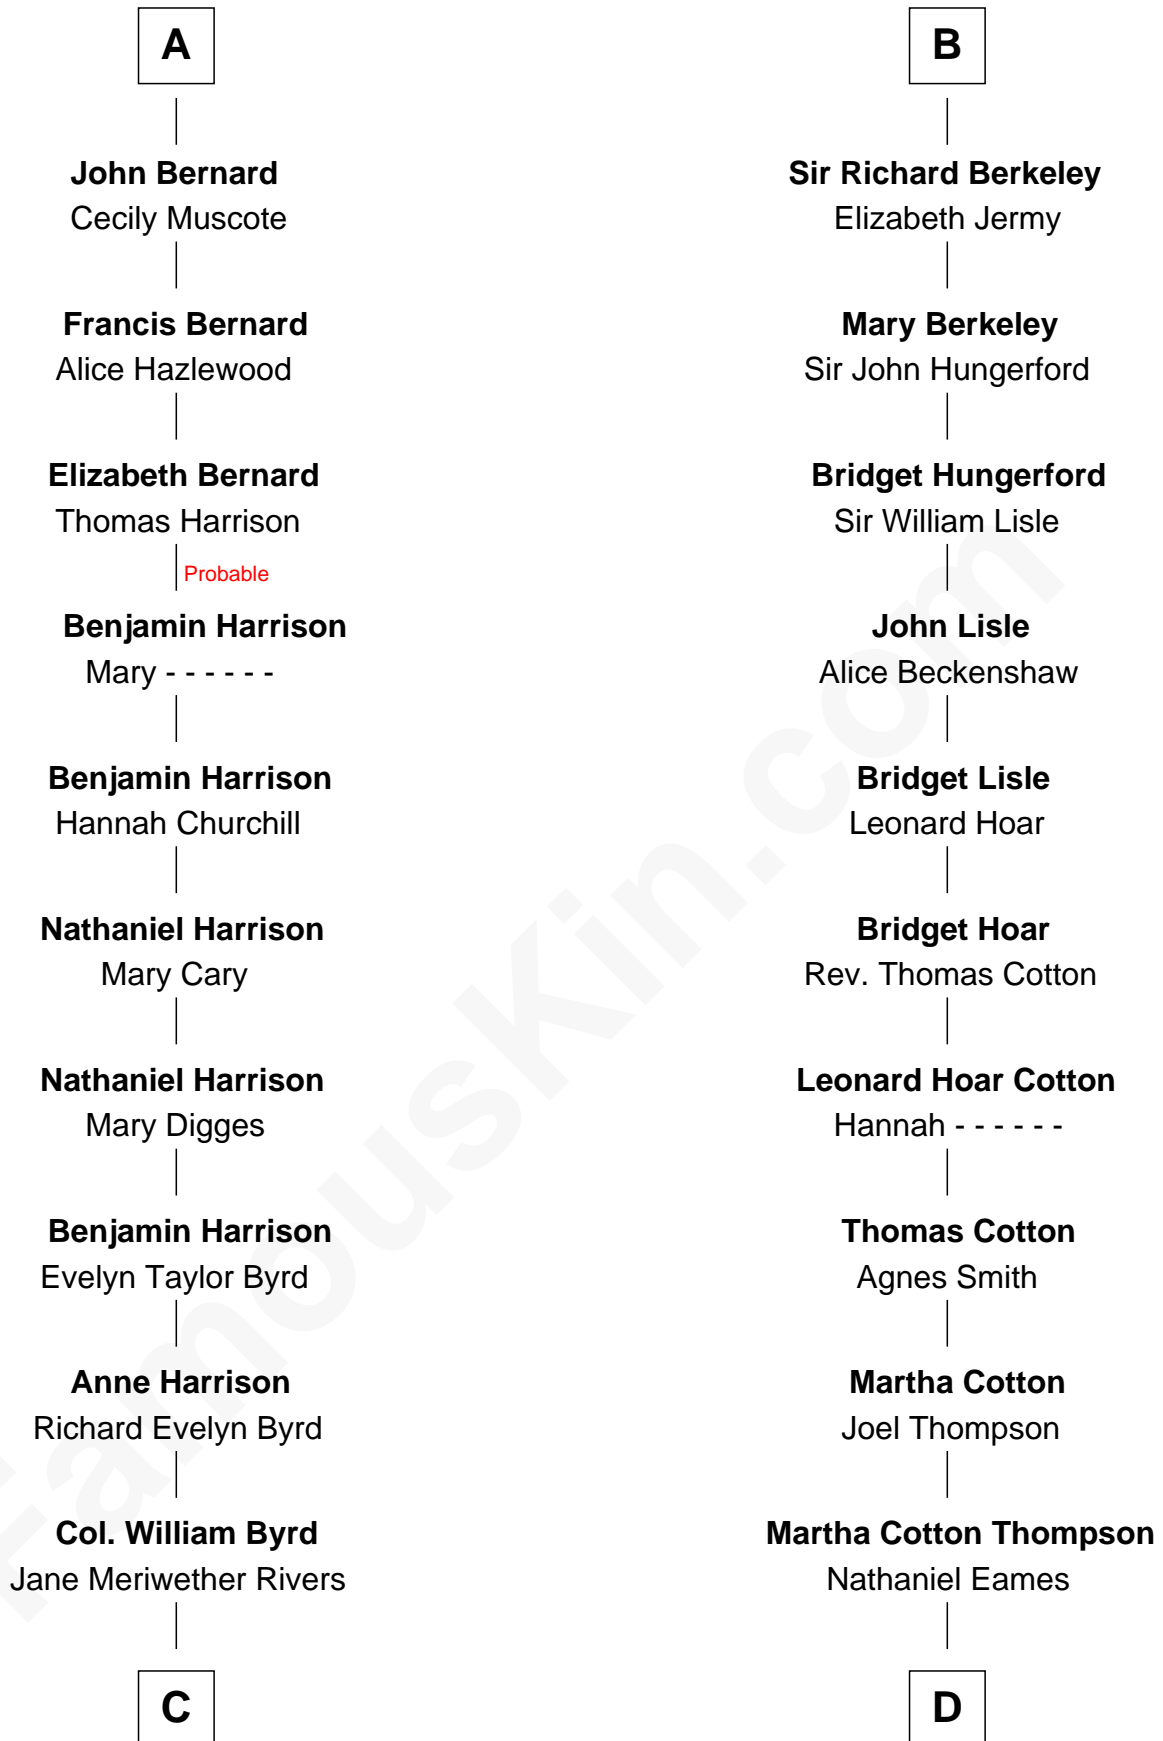 A
John Bernard
Cecily Muscote
Francis Bernard
Alice Hazlewood
Elizabeth Bernard
Thomas Harrison
Probable
Benjamin Harrison
Mary - - - - - -
Benjamin Harrison
Hannah Churchill
Nathaniel Harrison
Mary Cary
Nathaniel Harrison
Mary Digges
Benjamin Harrison
Evelyn Taylor Byrd
Anne Harrison
Richard Evelyn Byrd
Col. William Byrd
Jane Meriwether Rivers
C
B
Sir Richard Berkeley
Elizabeth Jermy
Mary Berkeley
Sir John Hungerford
Bridget Hungerford
Sir William Lisle
John Lisle
Alice Beckenshaw
Bridget Lisle
Leonard Hoar
Bridget Hoar
Rev. Thomas Cotton
Leonard Hoar Cotton
Hannah - - - - - -
Thomas Cotton
Agnes Smith
Martha Cotton
Joel Thompson
Martha Cotton Thompson
Nathaniel Eames
D
FamousKin.com